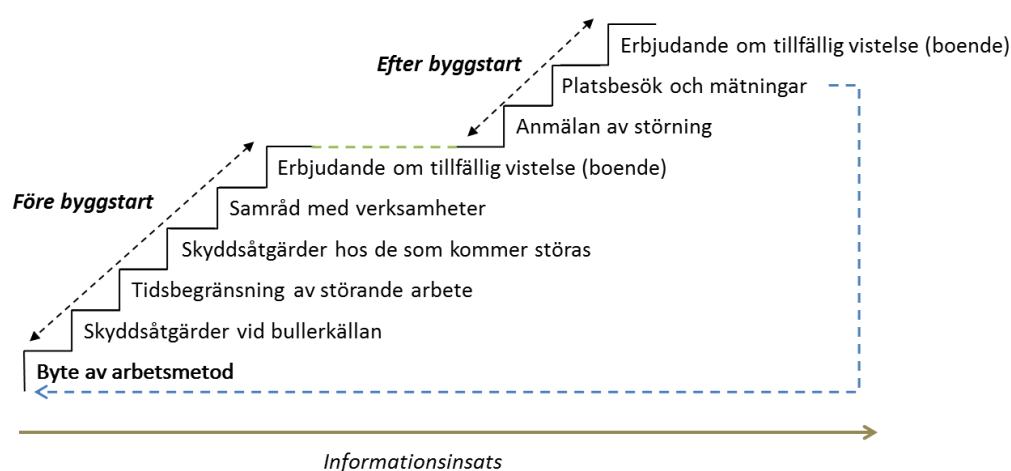 Erbjudande om tillfällig vistelse (boende)
Efter byggstart
Platsbesök och mätningar
Anmälan av störning
Erbjudande om tillfällig vistelse (boende)
Före byggstart
Samråd med verksamheter
Skyddsåtgärder hos de som kommer störas
Tidsbegränsning av störande arbete
Skyddsåtgärder vid bullerkällan
Byte av arbetsmetod
Informationsinsats